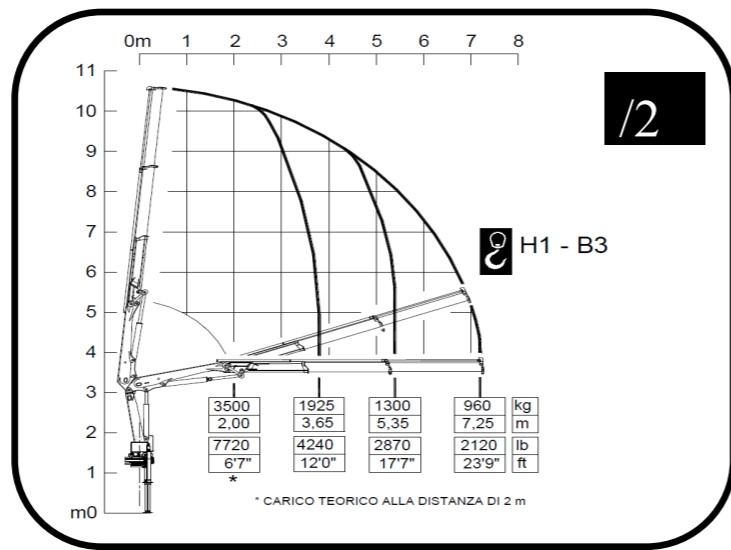 0m 1 2 3 4 5 6 7 8
11
10
9
8
7
6
5
4
3
2
1
m0
/2
H1 - B3
3500 1925 1300 960 kg
2,00 3,65 5,35 7,25 m
7720 4240 2870 2120 lb
6'7" 12'0" 17'7" 23'9" ft
*
* CARICO TEORICO ALLA DISTANZA DI 2 m